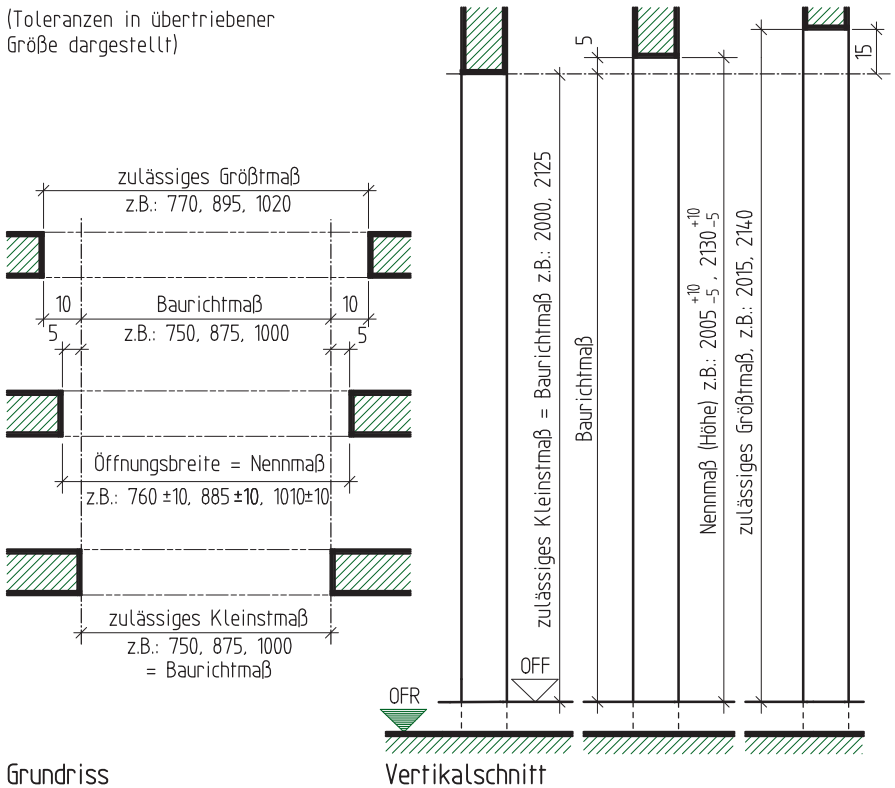 (Toleranzen in übertriebener
Größe dargestellt)
zulässiges Größtmaß
z.B.: 770, 895, 1020
10
Baurichtmaß
10
z.B.: 750, 875, 1000
5
5
Öffnungsbreite = Nennmaß
z.B.: 760 ±10, 885 ±10, 1010±10
zulässiges Kleinstmaß
z.B.: 750, 875, 1000
= Baurichtmaß
Grundriss
zulässiges Kleinstmaß = Baurichtmaß z.B.: 2000, 2125
5
Baurichtmaß
Nennmaß (Höhe) z.B.: 2005 +10 -5, 2130 +10 -5
zulässiges Größtmaß, z.B.: 2015, 2140
15
OFF
OFR
Vertikalschnitt